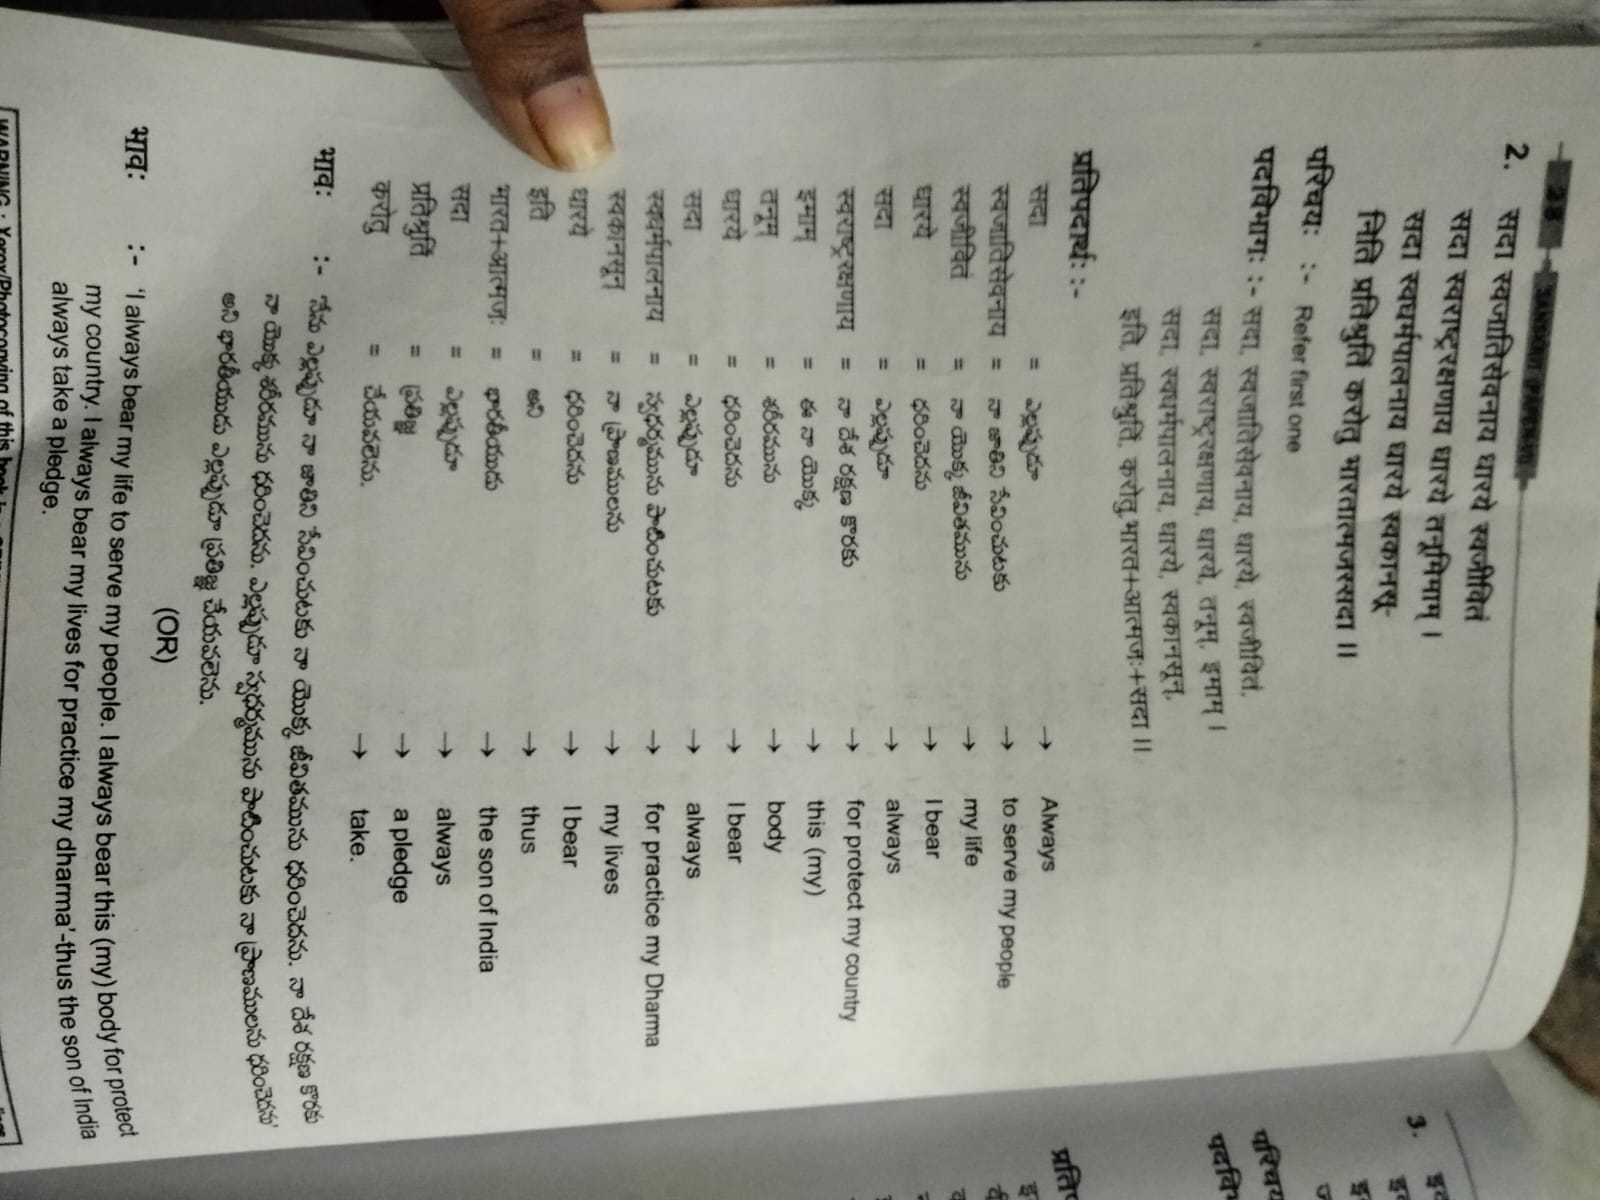 28 SANSKRIT (PAPER-VI)
2. सदा स्वजातिसेवनाय धारये स्वजीवितं
सदा स्वराष्ट्ररक्षणाय धारये तनूमिमाम् ।
सदा स्वधर्मपालनाय धारये स्वकानसू-
निति प्रतिश्रुतिं करोतु भारतात्मजस्सदा ॥
परिचयः :- Refer first one
पदविभागः :- सदा, स्वजातिसेवनाय, धारये, स्वजीवितं,
सदा, स्वराष्ट्ररक्षणाय, धारये, तनूम्, इमाम् ।
सदा, स्वधर्मपालनाय, धारये, स्वकानसून्,
इति, प्रतिश्रुतिं, करोतु,भारत+आत्मजः+सदा ॥
प्रतिपदार्थः :-
सदा = ఎల్లప్పుడూ → Always
स्वजातिसेवनाय = నా జాతిని సేవించుటకు → to serve my people
स्वजीवितं = నా యొక్క జీవితమును → my life
धारये = ధరించెదను → I bear
सदा = ఎల్లప్పుడూ → always
स्वराष्ट्ररक्षणाय = నా దేశ రక్షణ కొరకు → for protect my country
इमाम् = ఈ నా యొక్క → this (my)
तनूम् = శరీరమును → body
धारये = ధరించెదను → I bear
सदा = ఎల్లప్పుడూ → always
स्वधर्मपालनाय = స్వధర్మమును పాటించుటకు → for practice my Dharma
स्वकानसून् = నా ప్రాణములను → my lives
धारये = ధరించెదను → I bear
इति = అని → thus
भारत+आत्मजः = భారతీయుడు → the son of India
सदा = ఎల్లప్పుడూ → always
प्रतिश्रुतिं = ప్రతిజ్ఞ → a pledge
करोतु = చేయవలెను. → take.
भावः :- 'నేను ఎల్లప్పుడూ నా జాతిని సేవించుటకు నా యొక్క జీవితమును ధరించెదను. నా దేశ రక్షణ కొరకు
నా యొక్క శరీరమును ధరించెదను. ఎల్లప్పుడూ స్వధర్మమును పాటించుటకు నా ప్రాణములను ధరించెదను'
అని భారతీయుడు ఎల్లప్పుడూ ప్రతిజ్ఞ చేయవలెను.
(OR)
भावः :- 'I always bear my life to serve my people. I always bear this (my) body for protect
my country. I always bear my lives for practice my dharma'-thus the son of India
always take a pledge.
WARNING : Xerox/Photocopying of this book is a
3.
परिचय